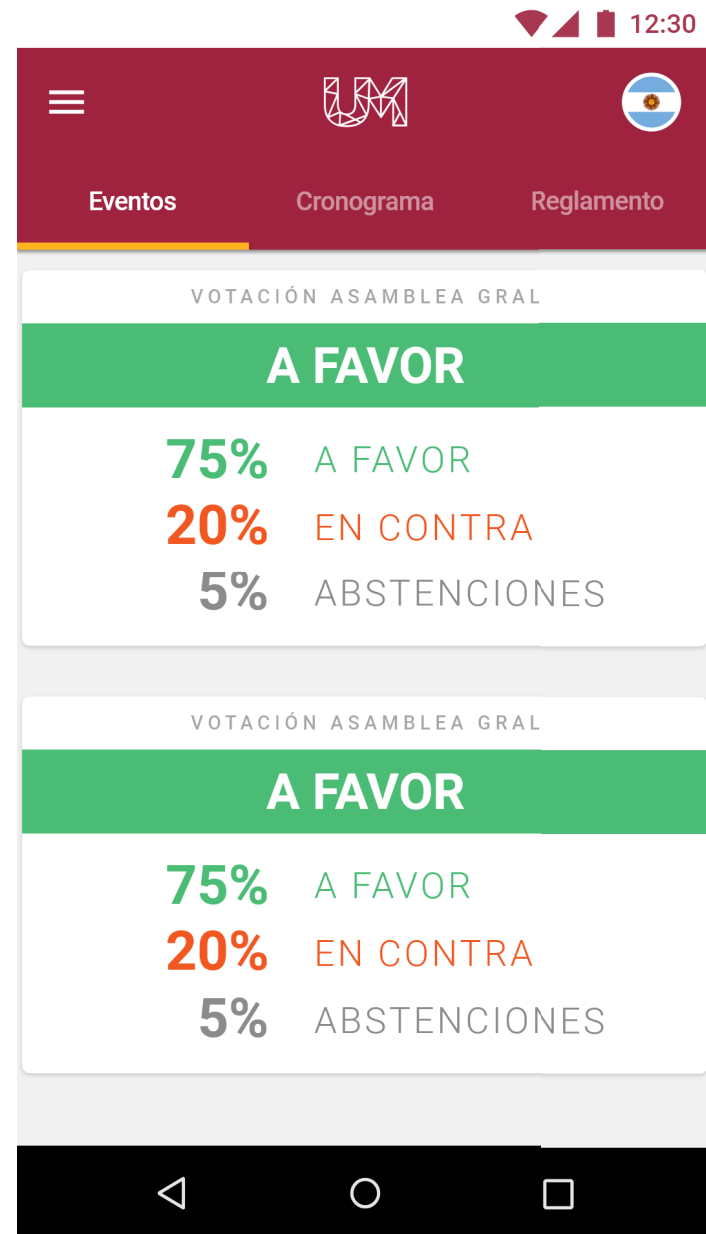 12:30
UM
Eventos Cronograma Reglamento
VOTACIÓN ASAMBLEA GRAL
A FAVOR
75% A FAVOR
20% EN CONTRA
5% ABSTENCIONES
VOTACIÓN ASAMBLEA GRAL
A FAVOR
75% A FAVOR
20% EN CONTRA
5% ABSTENCIONES